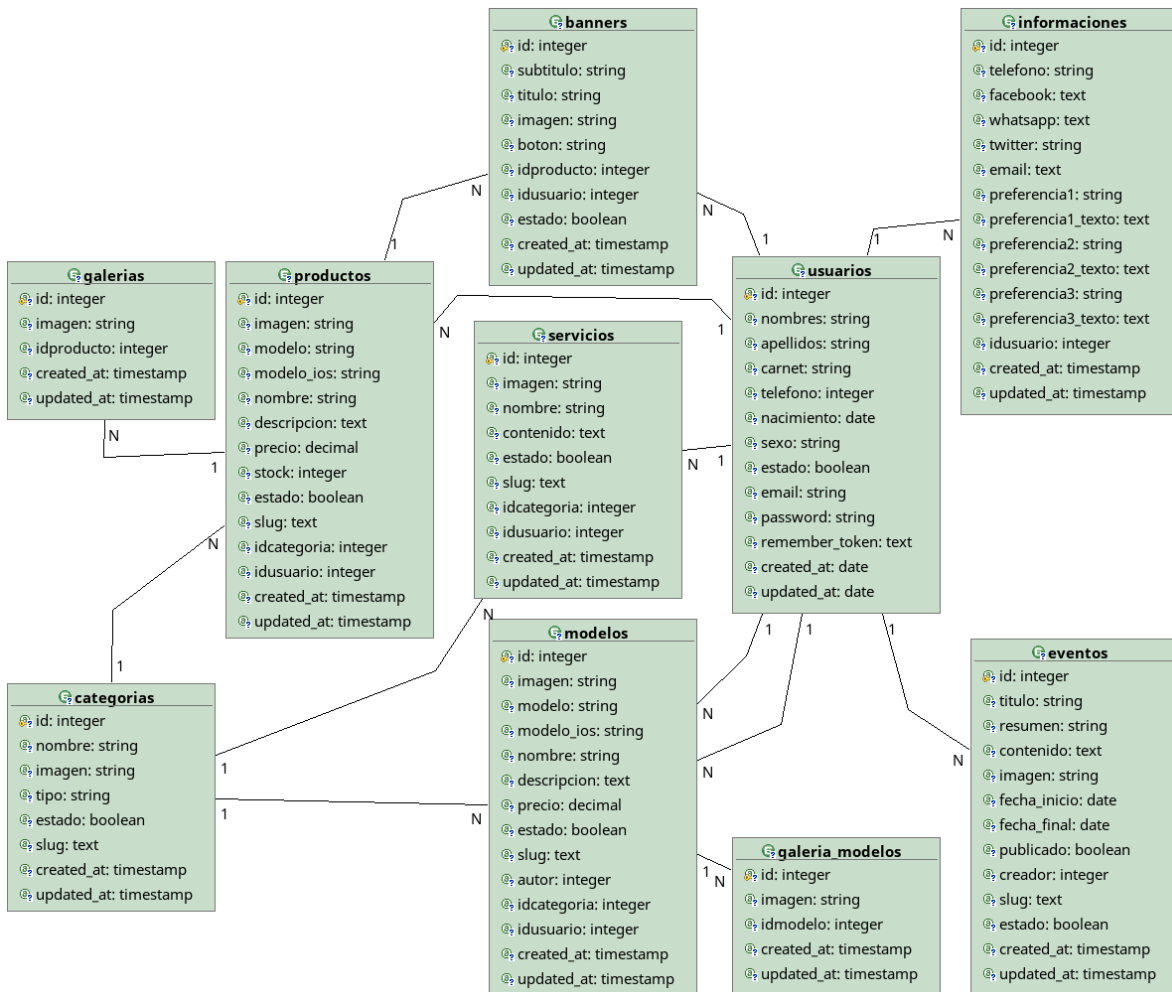 banners
id: integer
subtitulo: string
titulo: string
imagen: string
boton: string
idproducto: integer
idusuario: integer
estado: boolean
created_at: timestamp
updated_at: timestamp
informaciones
id: integer
telefono: string
facebook: text
whatsapp: text
twitter: string
email: text
preferencia1: string
preferencia1_texto: text
preferencia2: string
preferencia2_texto: text
preferencia3: string
preferencia3_texto: text
idusuario: integer
created_at: timestamp
updated_at: timestamp
N
1
N
1
1
N
galerias
id: integer
imagen: string
idproducto: integer
created_at: timestamp
updated_at: timestamp
productos
id: integer
imagen: string
modelo: string
modelo_ios: string
nombre: string
descripcion: text
precio: decimal
stock: integer
estado: boolean
slug: text
idcategoria: integer
idusuario: integer
created_at: timestamp
updated_at: timestamp
N
1
servicios
id: integer
imagen: string
nombre: string
contenido: text
estado: boolean
slug: text
idcategoria: integer
idusuario: integer
created_at: timestamp
updated_at: timestamp
usuarios
id: integer
nombres: string
apellidos: string
carnet: string
telefono: integer
nacimiento: date
sexo: string
estado: boolean
email: string
password: string
remember_token: text
created_at: date
updated_at: date
N
1
N
1
N
1
N
1
categorias
id: integer
nombre: string
imagen: string
tipo: string
estado: boolean
slug: text
created_at: timestamp
updated_at: timestamp
1
N
modelos
id: integer
imagen: string
modelo: string
modelo_ios: string
nombre: string
descripcion: text
precio: decimal
estado: boolean
slug: text
autor: integer
idcategoria: integer
idusuario: integer
created_at: timestamp
updated_at: timestamp
1
1
1
N
N
N
1
N
galeria_modelos
id: integer
imagen: string
idmodelo: integer
created_at: timestamp
updated_at: timestamp
eventos
id: integer
titulo: string
resumen: string
contenido: text
imagen: string
fecha_inicio: date
fecha_final: date
publicado: boolean
creador: integer
slug: text
estado: boolean
created_at: timestamp
updated_at: timestamp